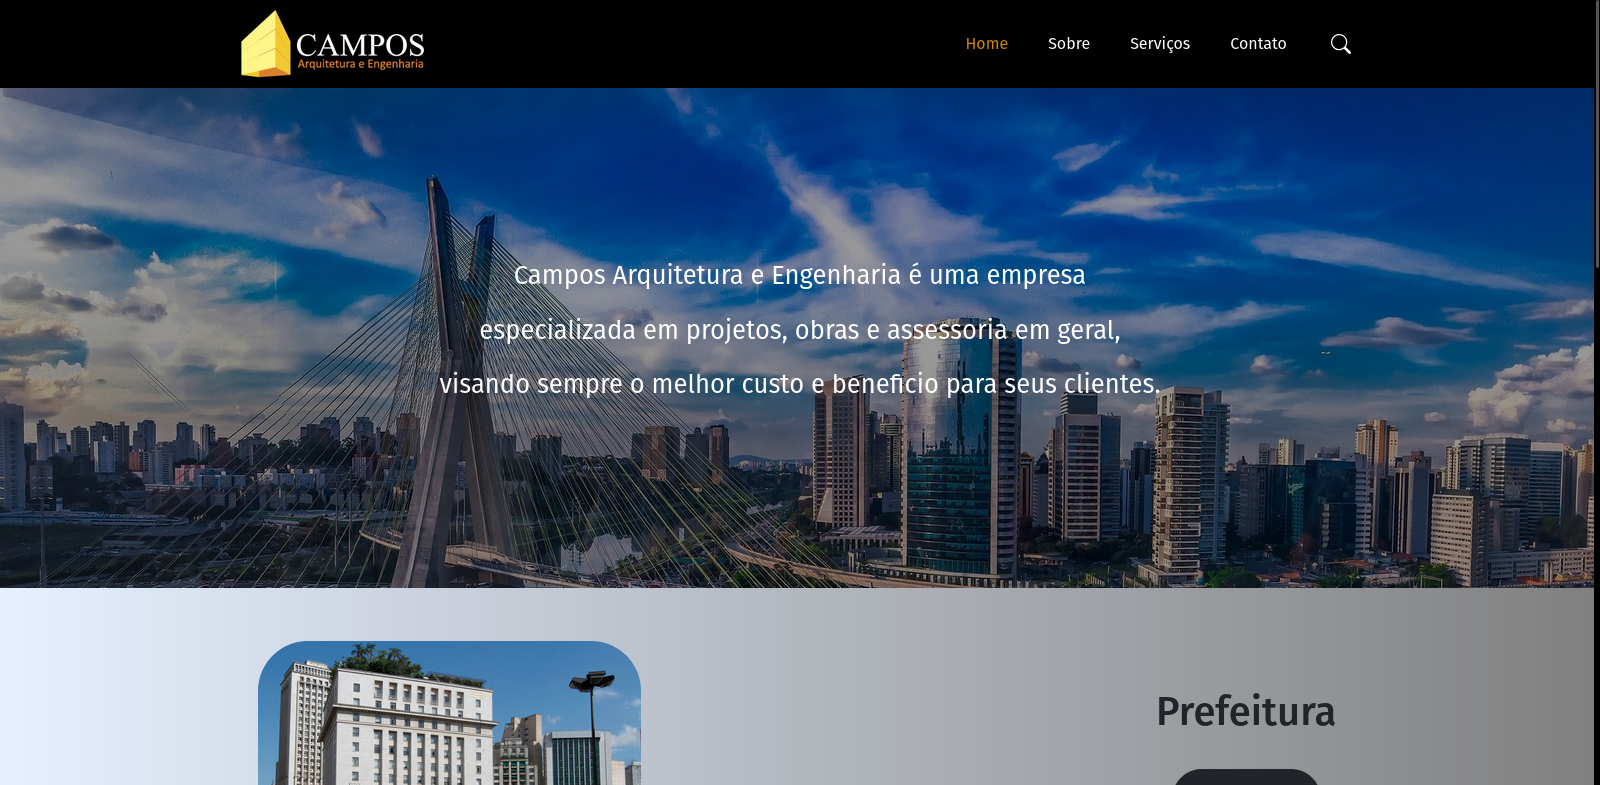 CAMPOS
Arquitetura e Engenharia
Home
Sobre
Serviços
Contato
Campos Arquitetura e Engenharia é uma empresa
especializada em projetos, obras e assessoria em geral,
visando sempre o melhor custo e beneficio para seus clientes.
Prefeitura